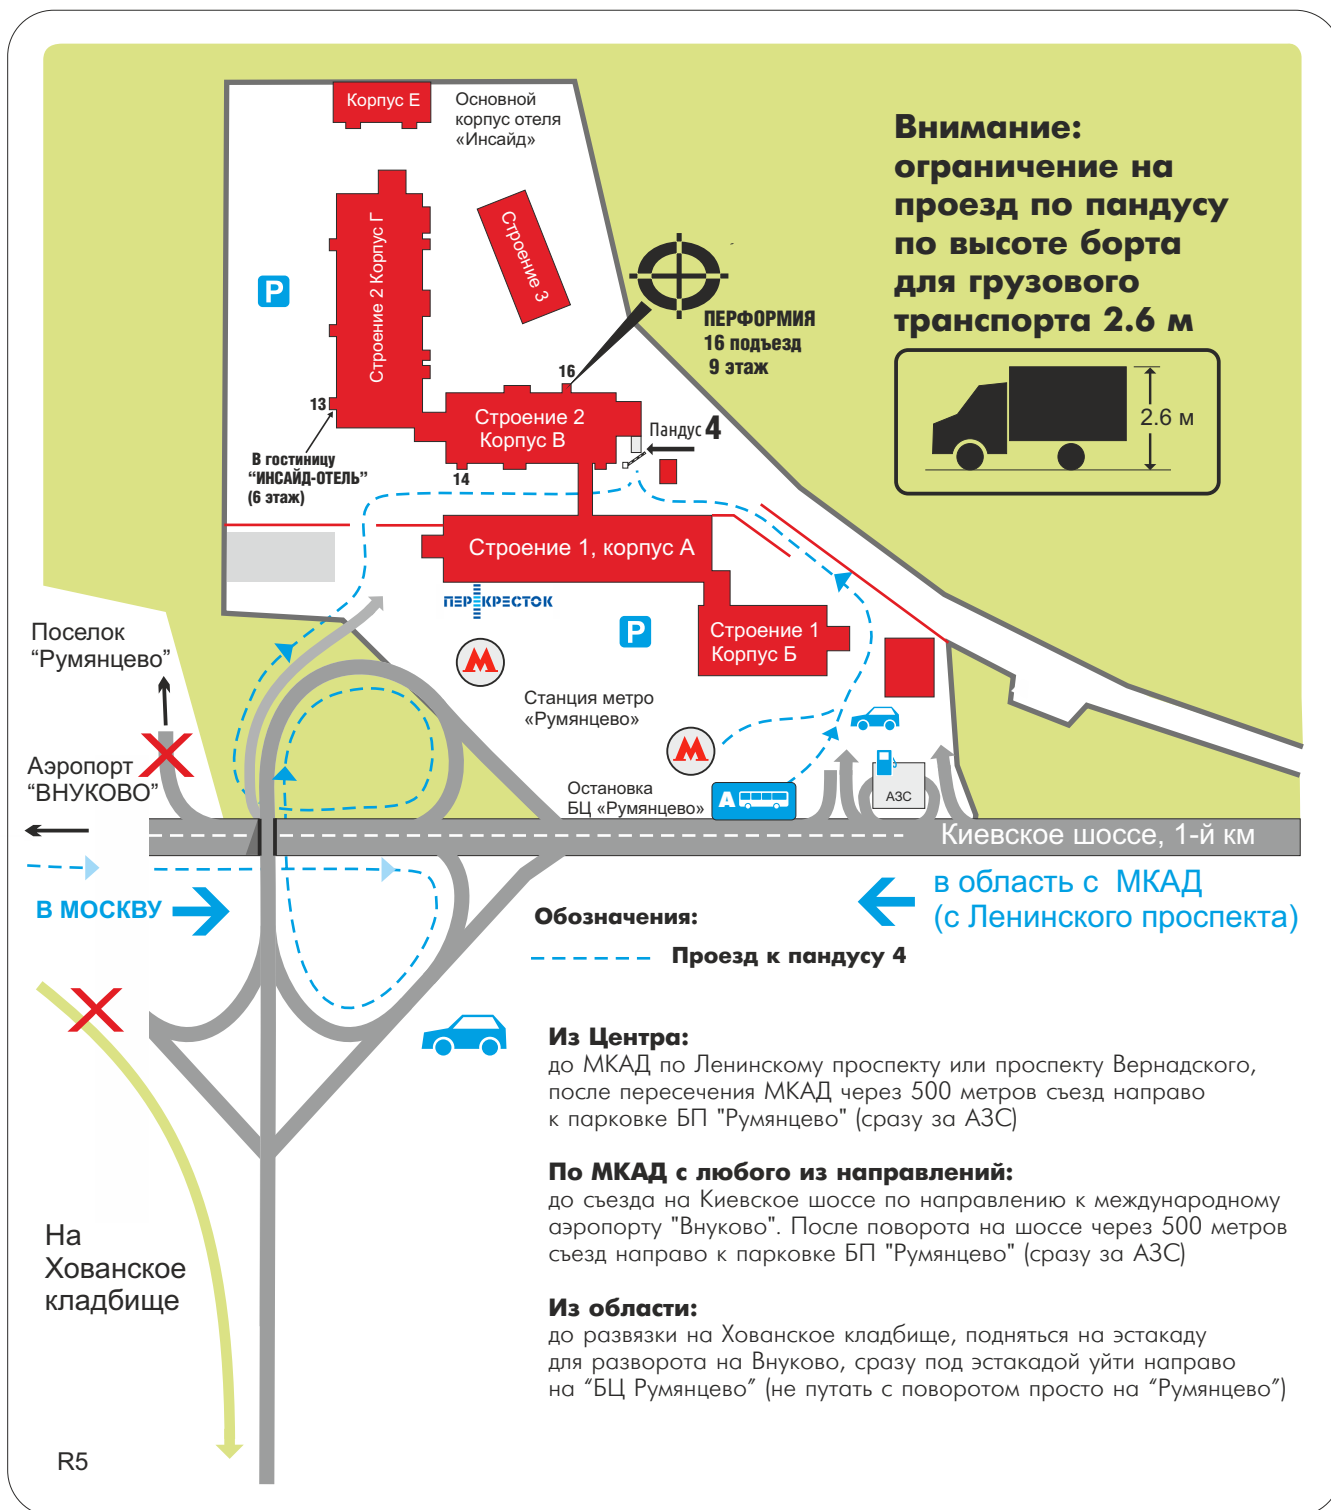 Корпус Е
Основной
корпус отеля
«Инсайд»
Внимание:
ограничение на
проезд по пандусу
по высоте борта
для грузового
транспорта 2.6 м
2.6 м
Строение 2 Корпус Г
Строение 3
P
ПЕРФОРМИЯ
16 подъезд
9 этаж
16
13
Строение 2
Корпус В
Пандус 4
В гостиницу
“ИНСАЙД-ОТЕЛЬ”
(6 этаж)
14
Строение 1, корпус А
ПЕРЕКРЕСТОК
P
Строение 1
Корпус Б
Поселок
“Румянцево”
М
Станция метро
«Румянцево»
М
Аэропорт
“ВНУКОВО”
Остановка
БЦ «Румянцево»
А
АЗС
Киевское шоссе, 1-й км
В МОСКВУ
в область с МКАД
(с Ленинского проспекта)
Обозначения:
Проезд к пандусу 4
Из Центра:
до МКАД по Ленинскому проспекту или проспекту Вернадского,
после пересечения МКАД через 500 метров съезд направо
к парковке БП "Румянцево" (сразу за АЗС)
По МКАД с любого из направлений:
до съезда на Киевское шоссе по направлению к международному
аэропорту "Внуково". После поворота на шоссе через 500 метров
съезд направо к парковке БП "Румянцево" (сразу за АЗС)
На
Хованское
кладбище
Из области:
до развязки на Хованское кладбище, подняться на эстакаду
для разворота на Внуково, сразу под эстакадой уйти направо
на “БЦ Румянцево” (не путать с поворотом просто на “Румянцево”)
R5